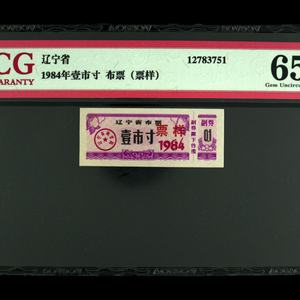 CG
ARANTY
辽宁省
1984年壹市寸 布票（票样）
12783751
65
Gem Uncirc
辽宁省布票
壹市寸
票样
1984
副券
01